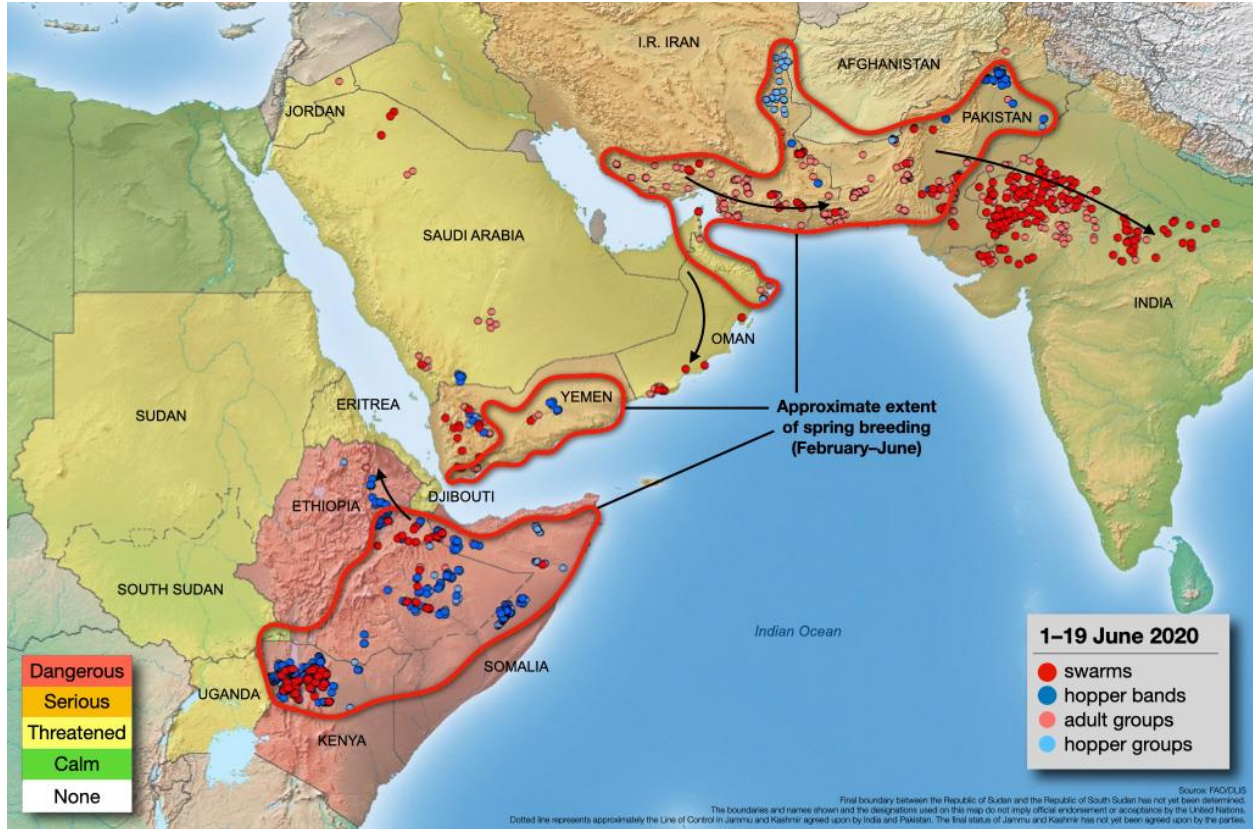 I.R. IRAN
AFGHANISTAN
JORDAN
PAKISTAN
SAUDI ARABIA
INDIA
OMAN
SUDAN
ERITREA
YEMEN
Approximate extent
of spring breeding
(February–June)
ETHIOPIA
DJIBOUTI
SOUTH SUDAN
Indian Ocean
SOMALIA
UGANDA
KENYA
Dangerous
Serious
Threatened
Calm
None
1–19 June 2020
swarms
hopper bands
adult groups
hopper groups
Source: FAO/DLIS
Final boundary between the Republic of Sudan and the Republic of South Sudan has not yet been determined.
The boundaries and names shown and the designations used on this map do not imply official endorsement or acceptance by the United Nations.
Dotted line represents approximately the Line of Control in Jammu and Kashmir agreed upon by India and Pakistan. The final status of Jammu and Kashmir has not yet been agreed upon by the parties.